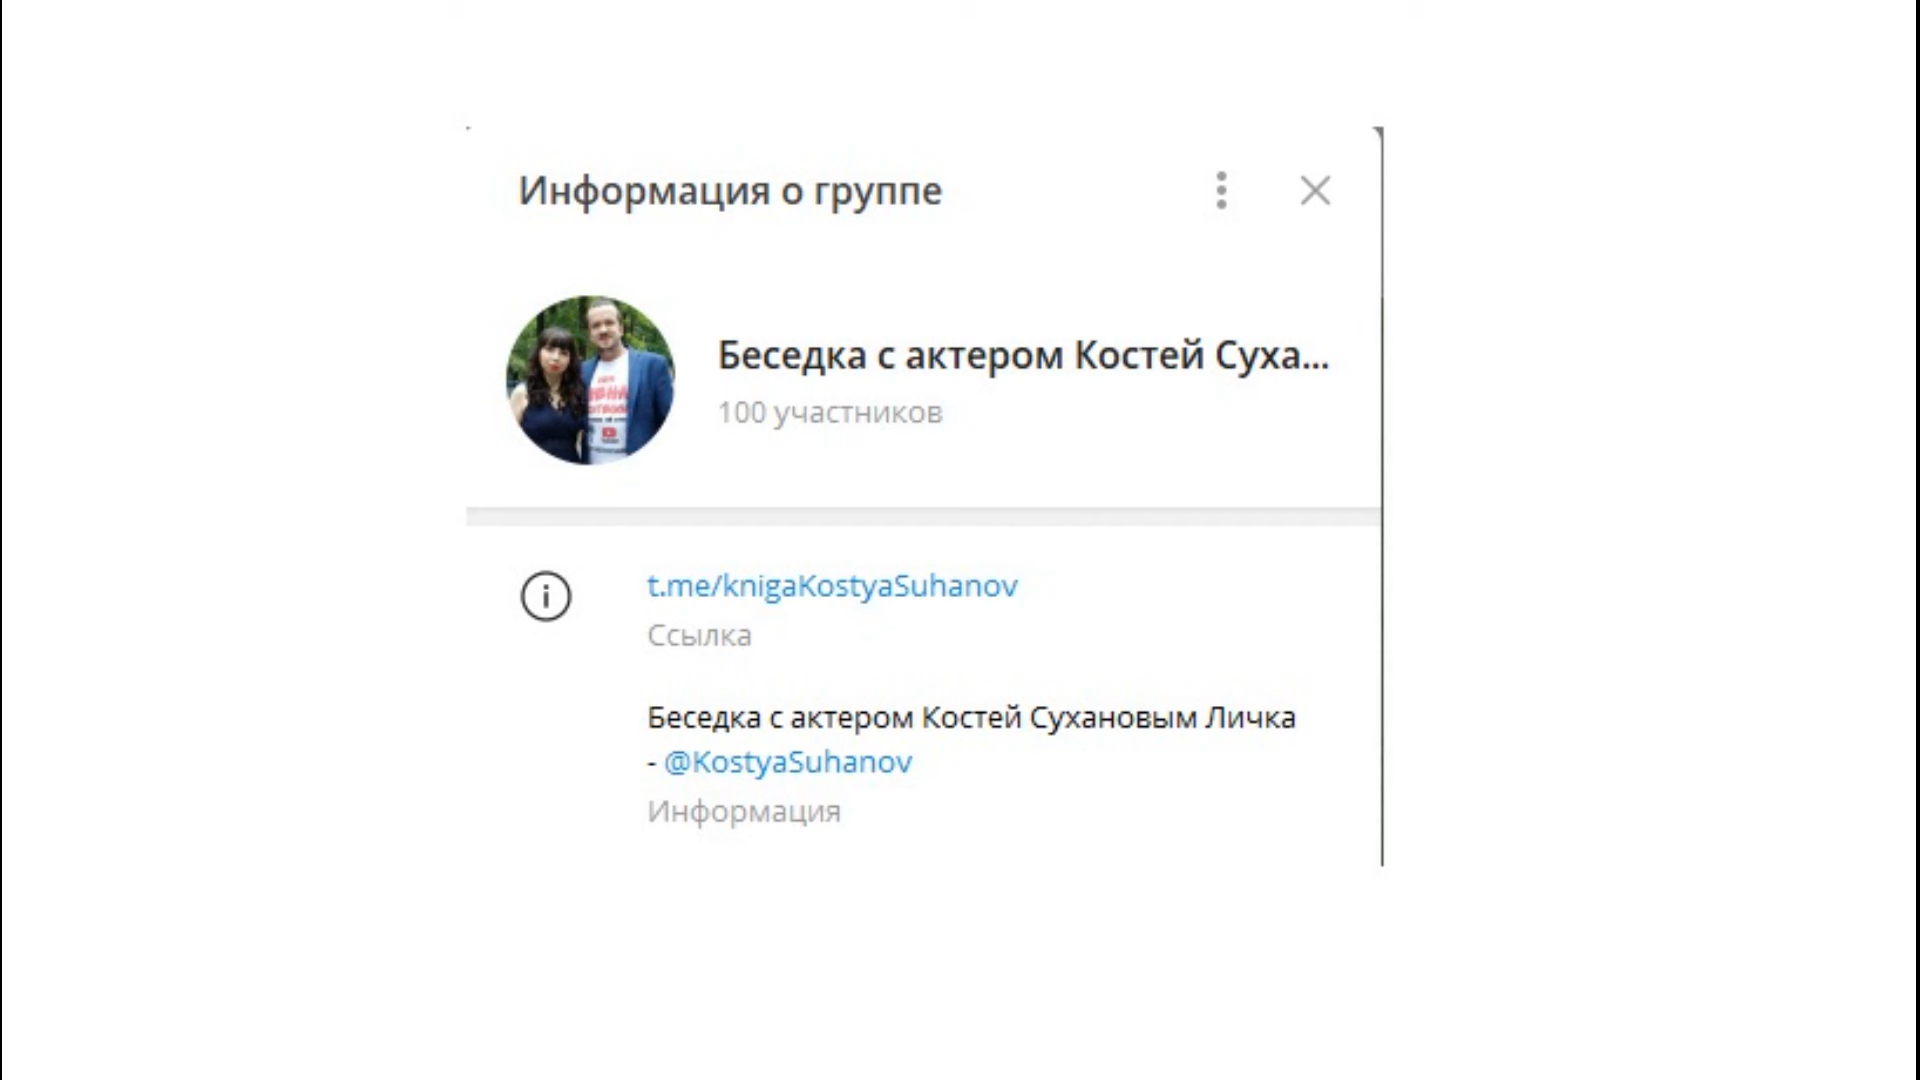 Информация о группе
Беседка с актером Костей Суха...
100 участников
t.me/knigaKostyaSuhanov
Ссылка
Беседка с актером Костей Сухановым Личка
- @KostyaSuhanov
Информация